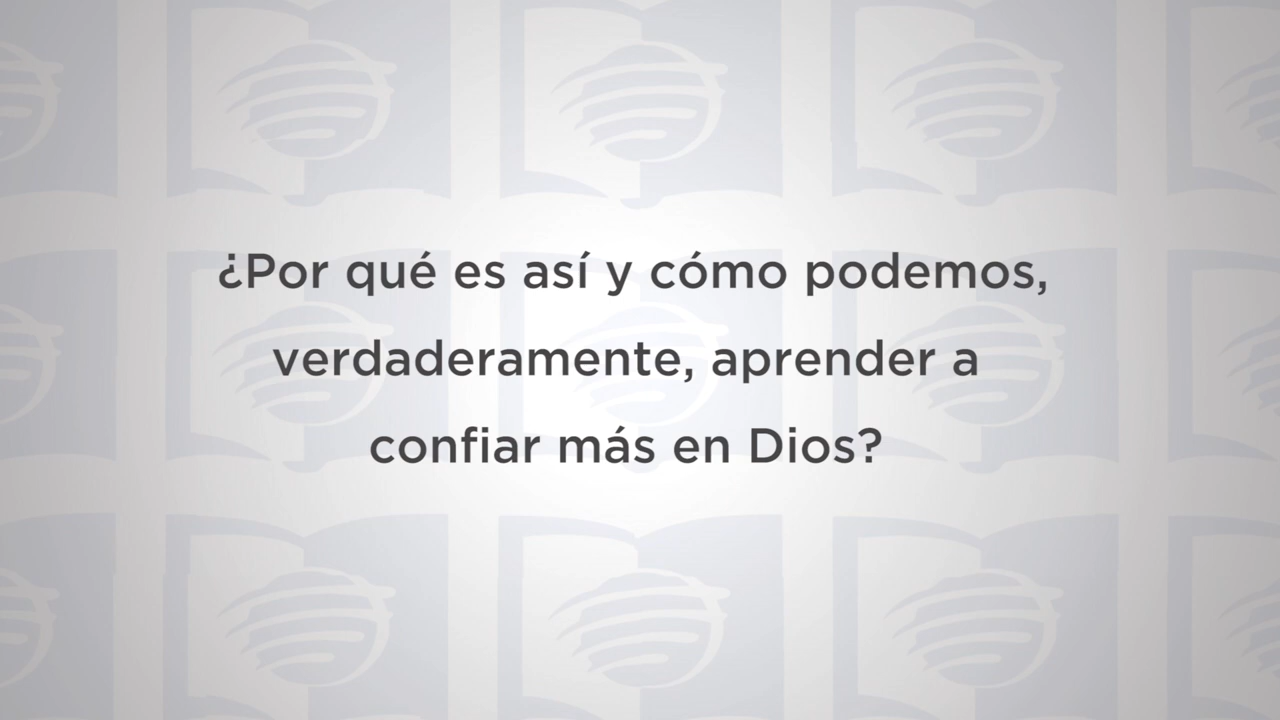 ¿Por qué es así y cómo podemos,
verdaderamente, aprender a
confiar más en Dios?